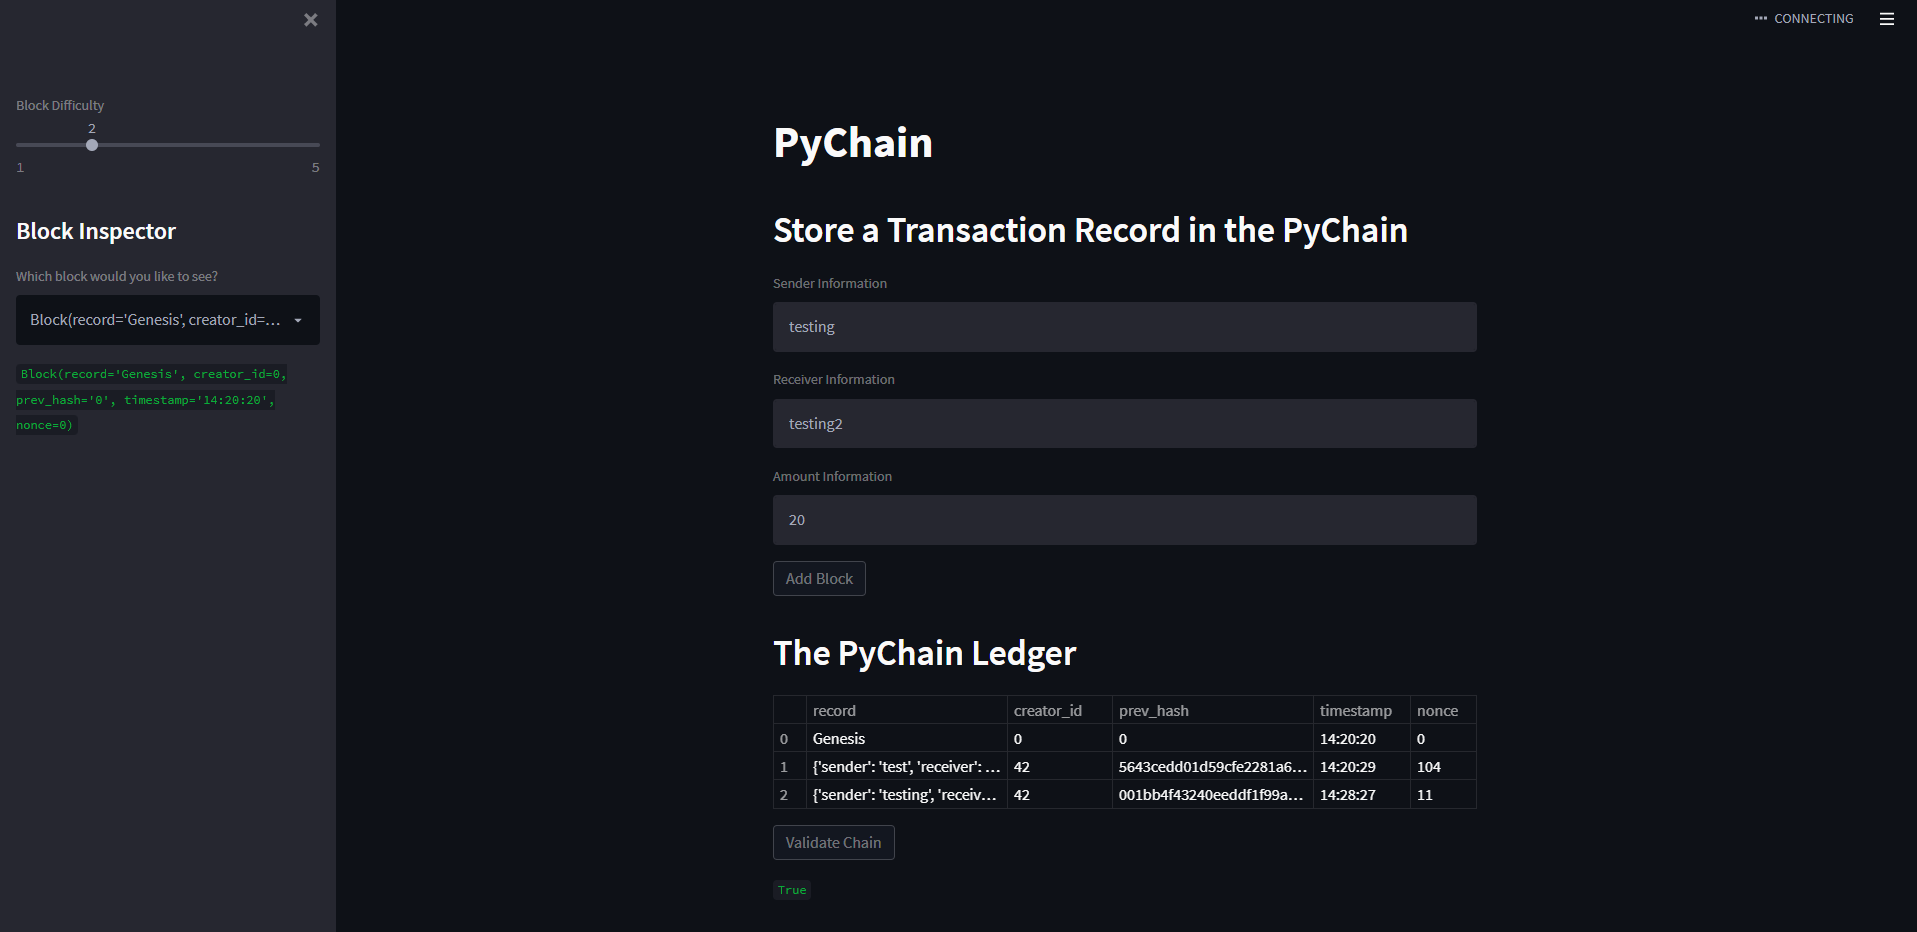 CONNECTING
Block Difficulty
2
1 5
Block Inspector
Which block would you like to see?
Block(record='Genesis', creator_id=...
Block(record='Genesis', creator_id=0,
prev_hash='0', timestamp='14:20:20',
nonce=0)
PyChain
Store a Transaction Record in the PyChain
Sender Information
testing
Receiver Information
testing2
Amount Information
20
Add Block
The PyChain Ledger
record creator_id prev_hash timestamp nonce
0 Genesis 0 0 14:20:20 0
1 {'sender': 'test', 'receiver': ... 42 5643cedd01d59cfe2281a6... 14:20:29 104
2 {'sender': 'testing', 'receiv... 42 001bb4f43240eeddf1f99a... 14:28:27 11
Validate Chain
True